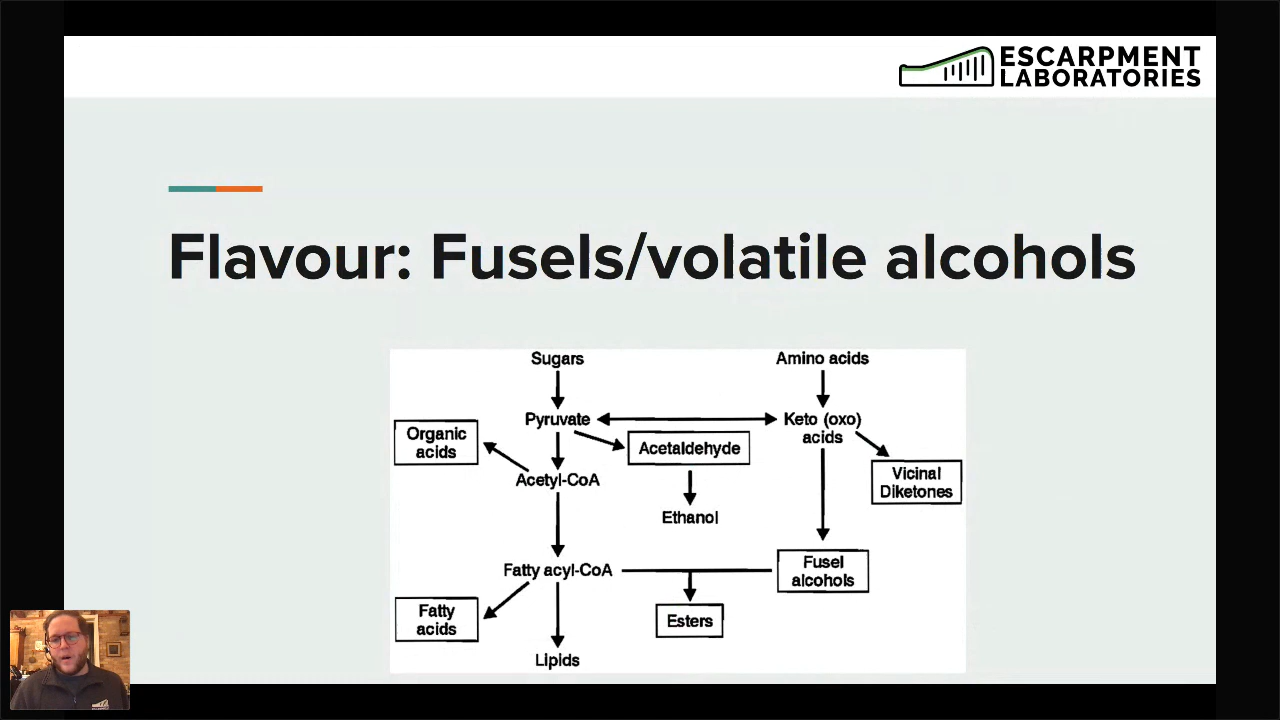 ESCARPMENT
LABORATORIES
Flavour: Fusels/volatile alcohols
Sugars
Amino acids
Pyruvate
Keto (oxo)
acids
Organic
acids
Acetaldehyde
Vicinal
Diketones
Acetyl-CoA
Ethanol
Fatty acyl-CoA
Fusel
alcohols
Fatty
acids
Esters
Lipids